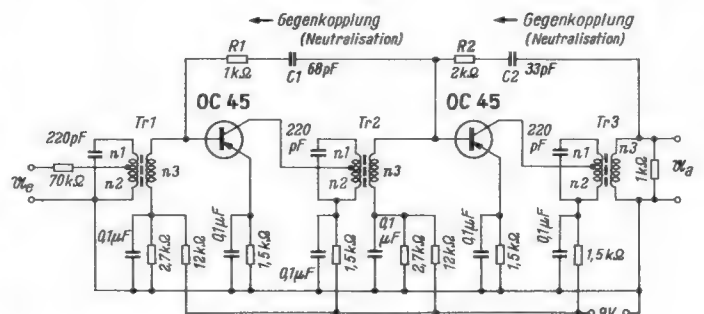 ← Gegenkopplung
(Neutralisation)
← Gegenkopplung
(Neutralisation)
R1
1kΩ
C1
68pF
R2
2kΩ
C2
33pF
OC 45
OC 45
Tr1
Tr2
Tr3
220pF
n1
n2
n3
70kΩ
220
pF
n1
n2
n3
220
pF
n1
n2
n3
1kΩ
0,1µF
2,7kΩ
12kΩ
0,1µF
1,5kΩ
0,1µF
1,5kΩ
0,1
µF
2,7kΩ
12kΩ
0,1µF
1,5kΩ
0,1µF
1,5kΩ